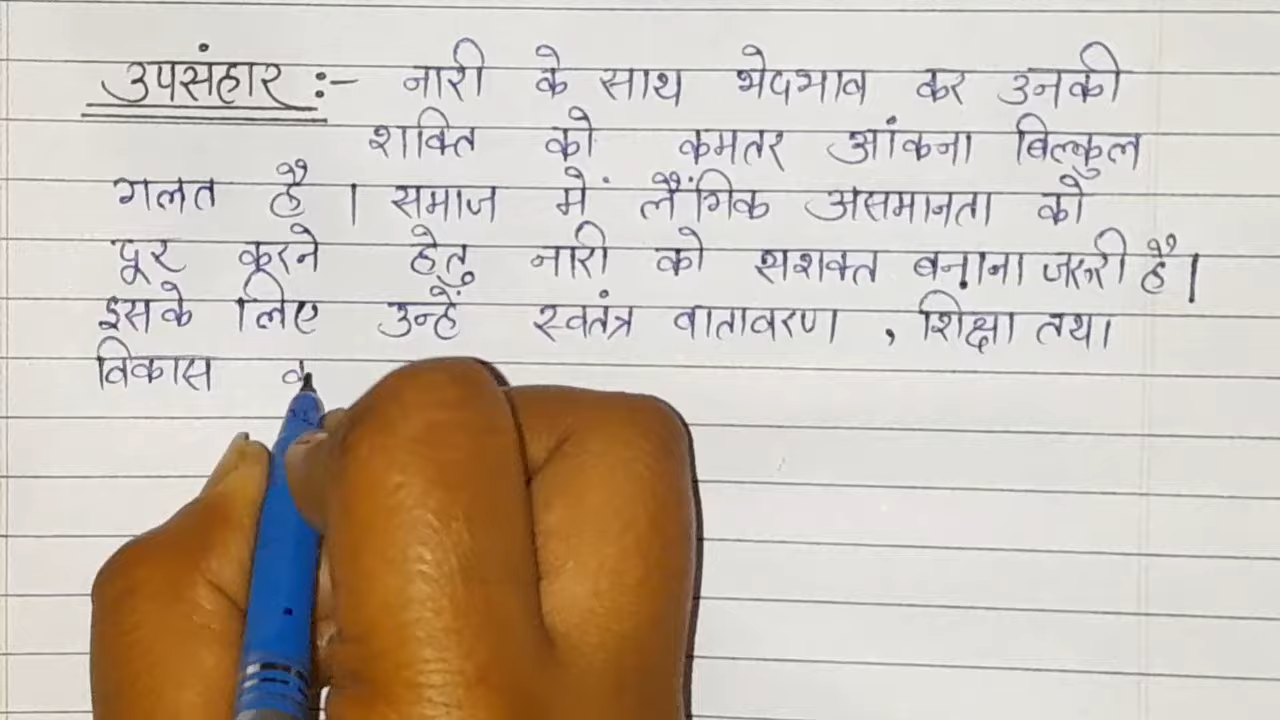 उपसंहार :- नारी के साथ भेदभाव कर उनकी
शक्ति को कमतर आंकना बिल्कुल
गलत है । समाज में लैंगिक असमानता को
दूर करने हेतु नारी को सशक्त बनाना जरूरी है ।
इसके लिए उन्हें स्वतंत्र वातावरण , शिक्षा तथा
विकास